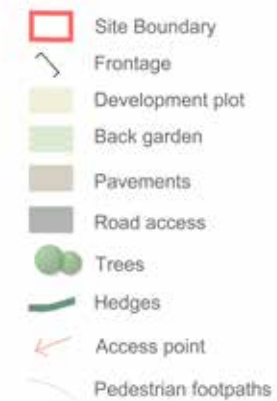 Site Boundary
Frontage
Development plot
Back garden
Pavements
Road access
Trees
Hedges
Access point
Pedestrian footpaths